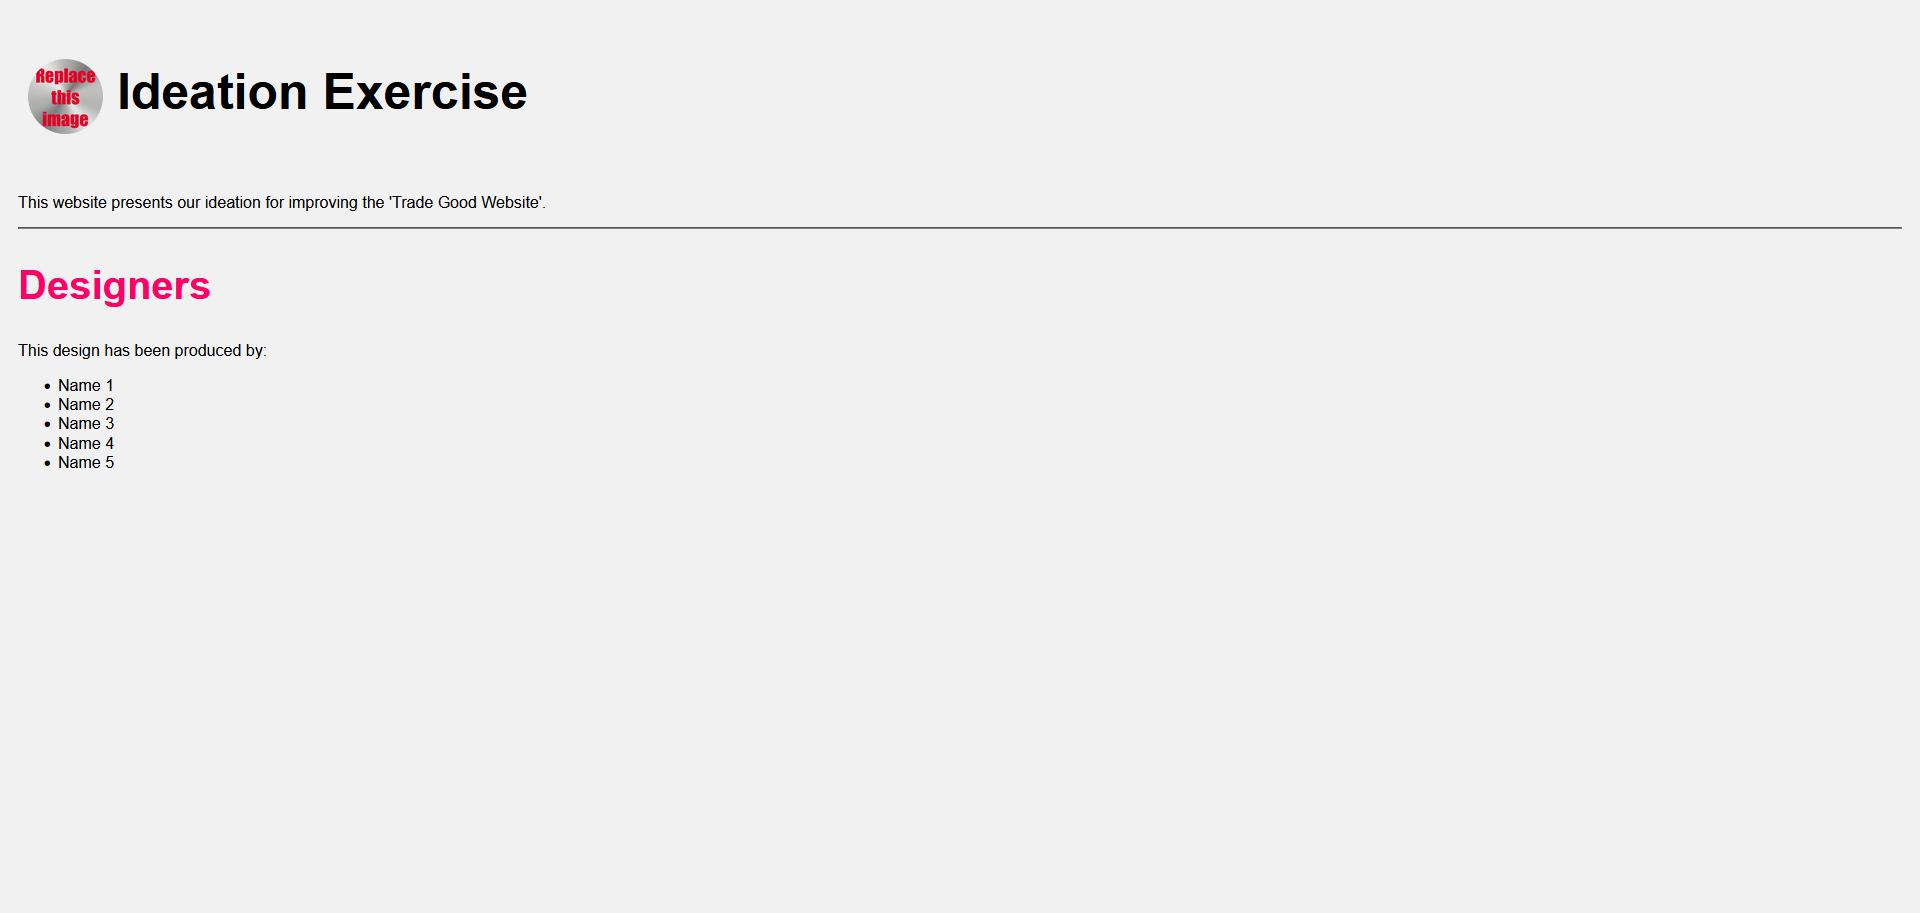 Replace
this
image
Ideation Exercise
This website presents our ideation for improving the 'Trade Good Website'.
Designers
This design has been produced by:
• Name 1
• Name 2
• Name 3
• Name 4
• Name 5